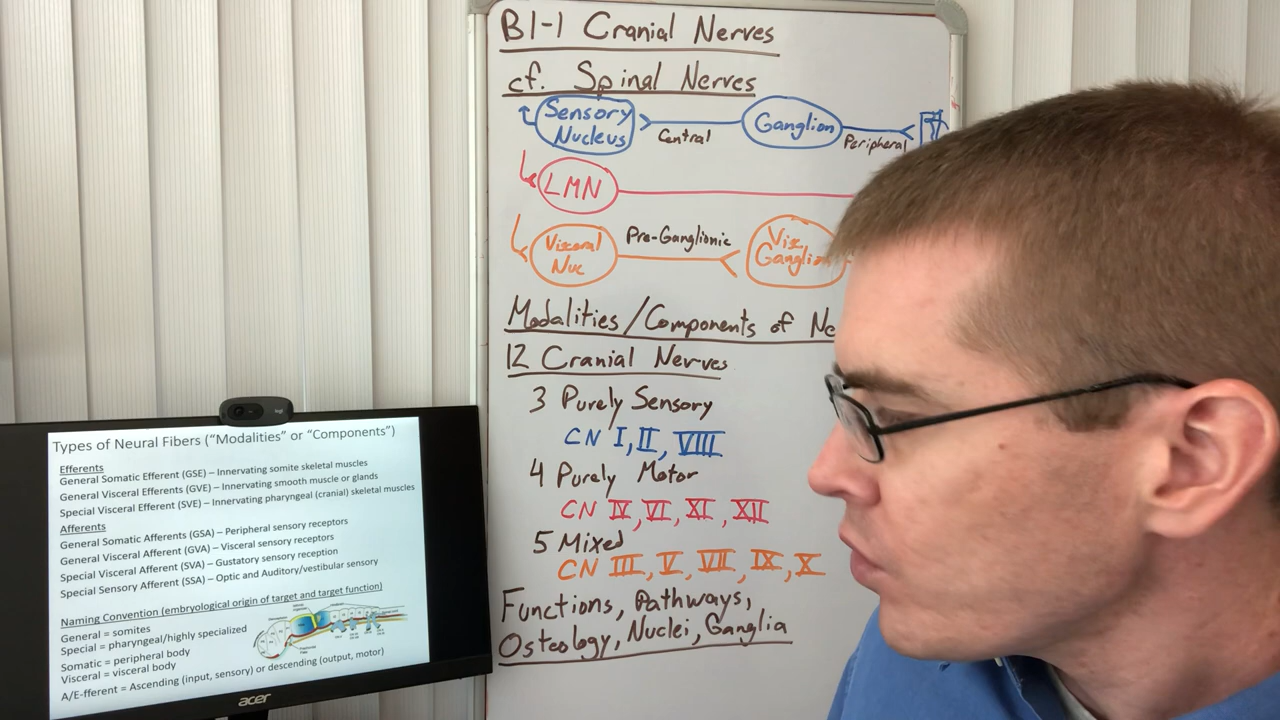 B1-1 Cranial Nerves
cf. Spinal Nerves
Sensory
Nucleus
Central
Ganglion
Peripheral
LMN
Visceral
Nuc
Pre-Ganglionic
Visc.
Ganglion
Modalities/Components of Ne
12 Cranial Nerves
3 Purely Sensory
CN I, II, VIII
4 Purely Motor
CN IV, VI, XI, XII
5 Mixed
CN III, V, VII, IX, X
Functions, Pathways,
Osteology, Nuclei, Ganglia
Types of Neural Fibers ("Modalities" or "Components")
Efferents
General Somatic Efferent (GSE) – Innervating somite skeletal muscles
General Visceral Efferents (GVE) – Innervating smooth muscle or glands
Special Visceral Efferent (SVE) – Innervating pharyngeal (cranial) skeletal muscles
Afferents
General Somatic Afferents (GSA) – Peripheral sensory receptors
General Visceral Afferent (GVA) – Visceral sensory receptors
Special Visceral Afferent (SVA) – Gustatory sensory reception
Special Sensory Afferent (SSA) – Optic and Auditory/vestibular sensory
Naming Convention (embryological origin of target and target function)
General = somites
Special = pharyngeal/highly specialized
Somatic = peripheral body
Visceral = visceral body
A/E-fferent = Ascending (input, sensory) or descending (output, motor)
acer
logi